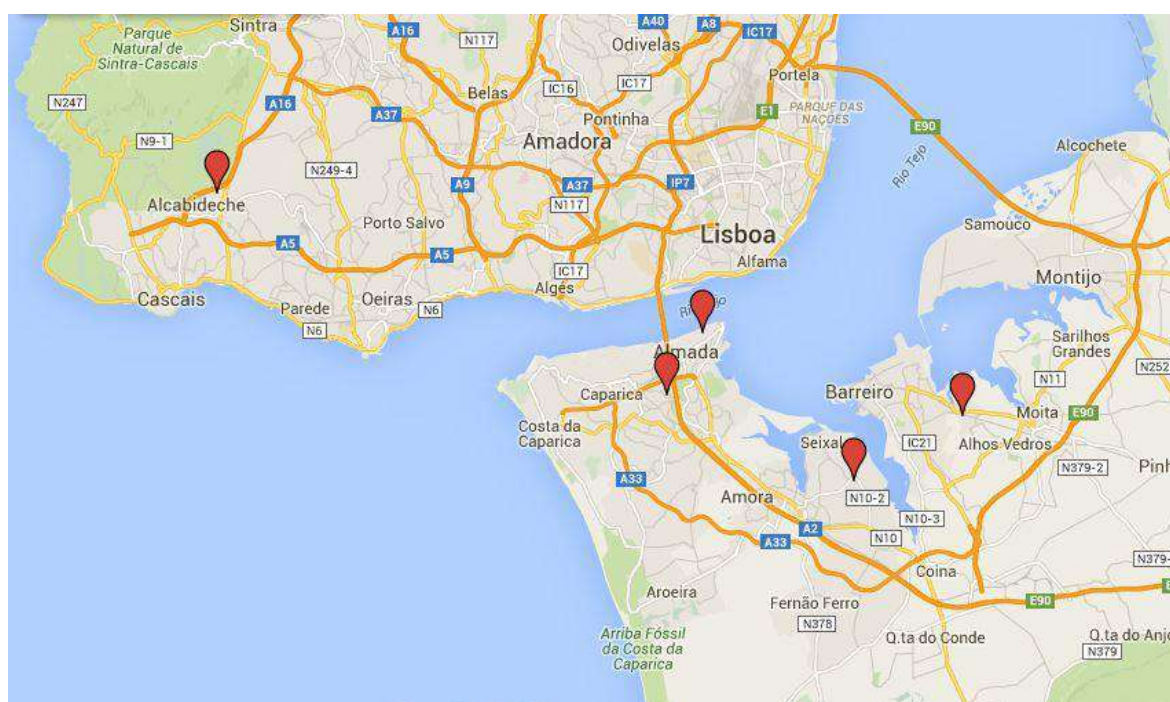 Parque
Natural de
Sintra-Cascais
Sintra
A16
N117
A40
A8
IC17
Odivelas
Portela
N247
A16
Belas
IC16
IC17
E1
PARQUE DAS
NAÇÕES
A37
Pontinha
E90
N9-1
Amadora
Rio Tejo
Alcochete
N249-4
A9
A37
IP7
N117
Alcabideche
Porto Salvo
Samouco
Lisboa
A5
A5
Alfama
IC17
Algés
Montijo
Cascais
Parede
Oeiras
N6
N6
Sarilhos
Grandes
Almada
N252
N11
Caparica
Barreiro
Moita
E90
Costa da
Caparica
IC21
Alhos Vedros
N379-2
A33
Amora
N10-2
N10-3
A2
A33
N10
Coina
Aroeira
Fernão Ferro
N378
E90
Arriba Fóssil
da Costa da
Caparica
Q.ta do Conde
Q.ta do Anjo
N379